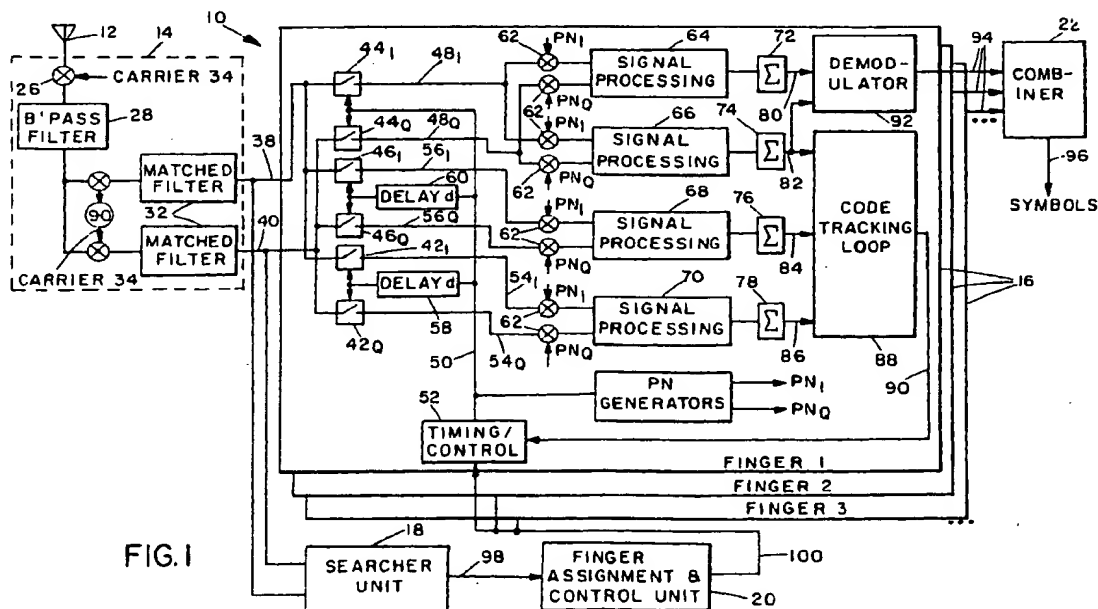 10
12
14
26
CARRIER 34
B'PASS FILTER
28
38
MATCHED FILTER
32
90
MATCHED FILTER
40
CARRIER 34
44I
48I
44Q
48Q
46I
56I
60
DELAY d
46Q
56Q
42I
DELAY d
58
54I
42Q
54Q
50
62
PNI
PNQ
62
PNI
62
PNQ
PNI
62
PNQ
PNI
62
PNQ
64
SIGNAL PROCESSING
66
SIGNAL PROCESSING
68
SIGNAL PROCESSING
70
SIGNAL PROCESSING
72
Σ
80
74
Σ
82
76
Σ
84
78
Σ
86
DEMOD-
ULATOR
92
CODE
TRACKING
LOOP
88
90
94
22
COMB-
INER
96
SYMBOLS
16
PN
GENERATORS
PNI
PNQ
52
TIMING/
CONTROL
FINGER 1
FINGER 2
FINGER 3
FIG.1
18
SEARCHER
UNIT
98
FINGER
ASSIGNMENT &
CONTROL UNIT
20
100